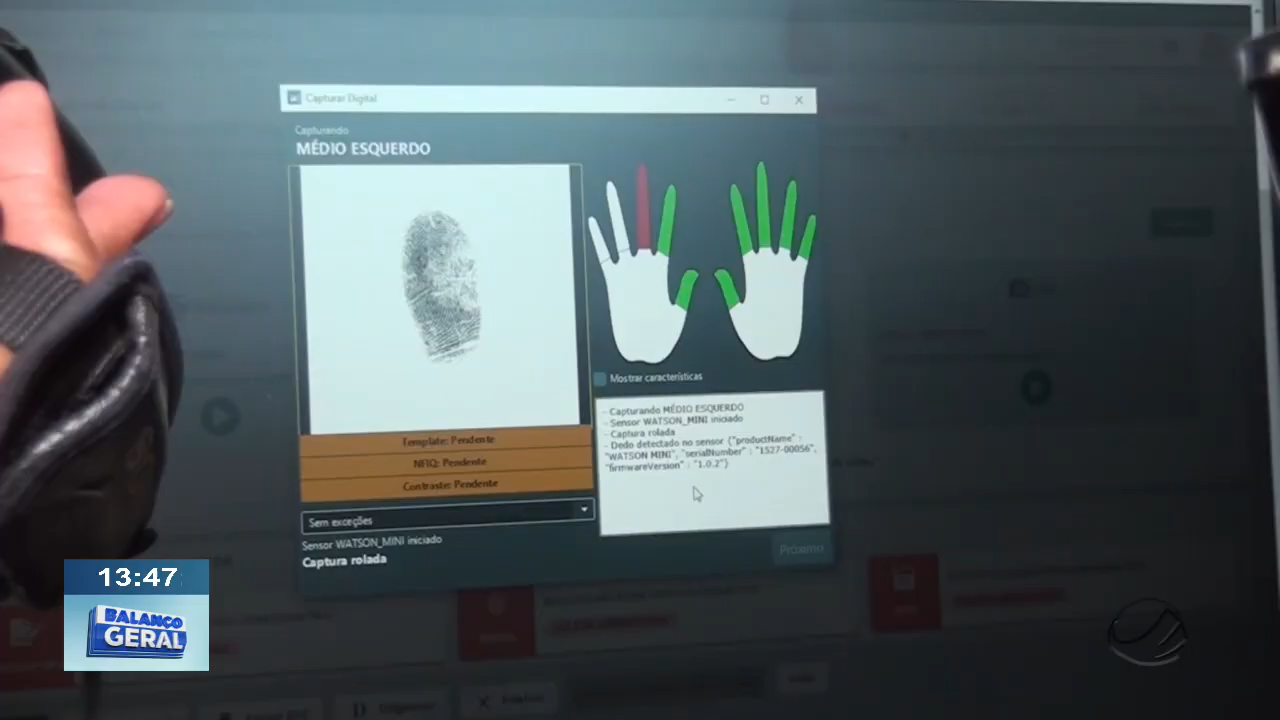 Capturar Digital
Capturando
MÉDIO ESQUERDO
Mostrar características
- Capturando MÉDIO ESQUERDO
- Sensor WATSON_MINI iniciado
- Captura rolada
- Dedo detectado no sensor {"productName" :
"WATSON MINI", "serialNumber" : "1527-00056",
"firmwareVersion" : "1.0.2"}
Template: Pendente
NFIQ: Pendente
Contraste: Pendente
Sem exceções
Sensor WATSON_MINI iniciado
Captura rolada
Próximo
13:47
BALANÇO
GERAL